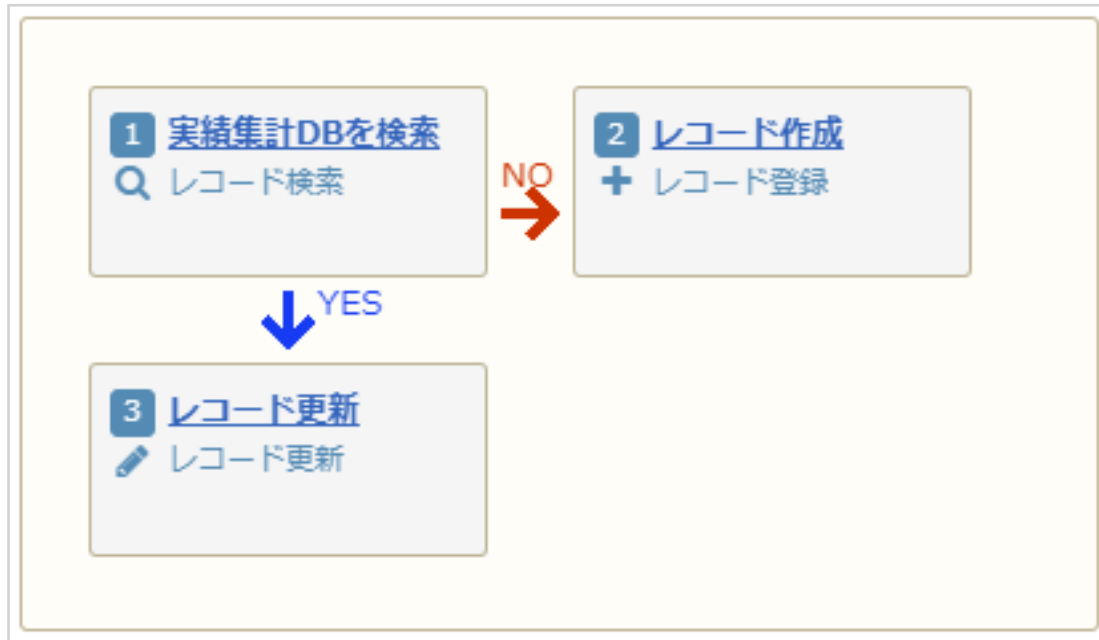 1 実績集計DBを検索
レコード検索
NO
2 レコード作成
レコード登録
YES
3 レコード更新
レコード更新